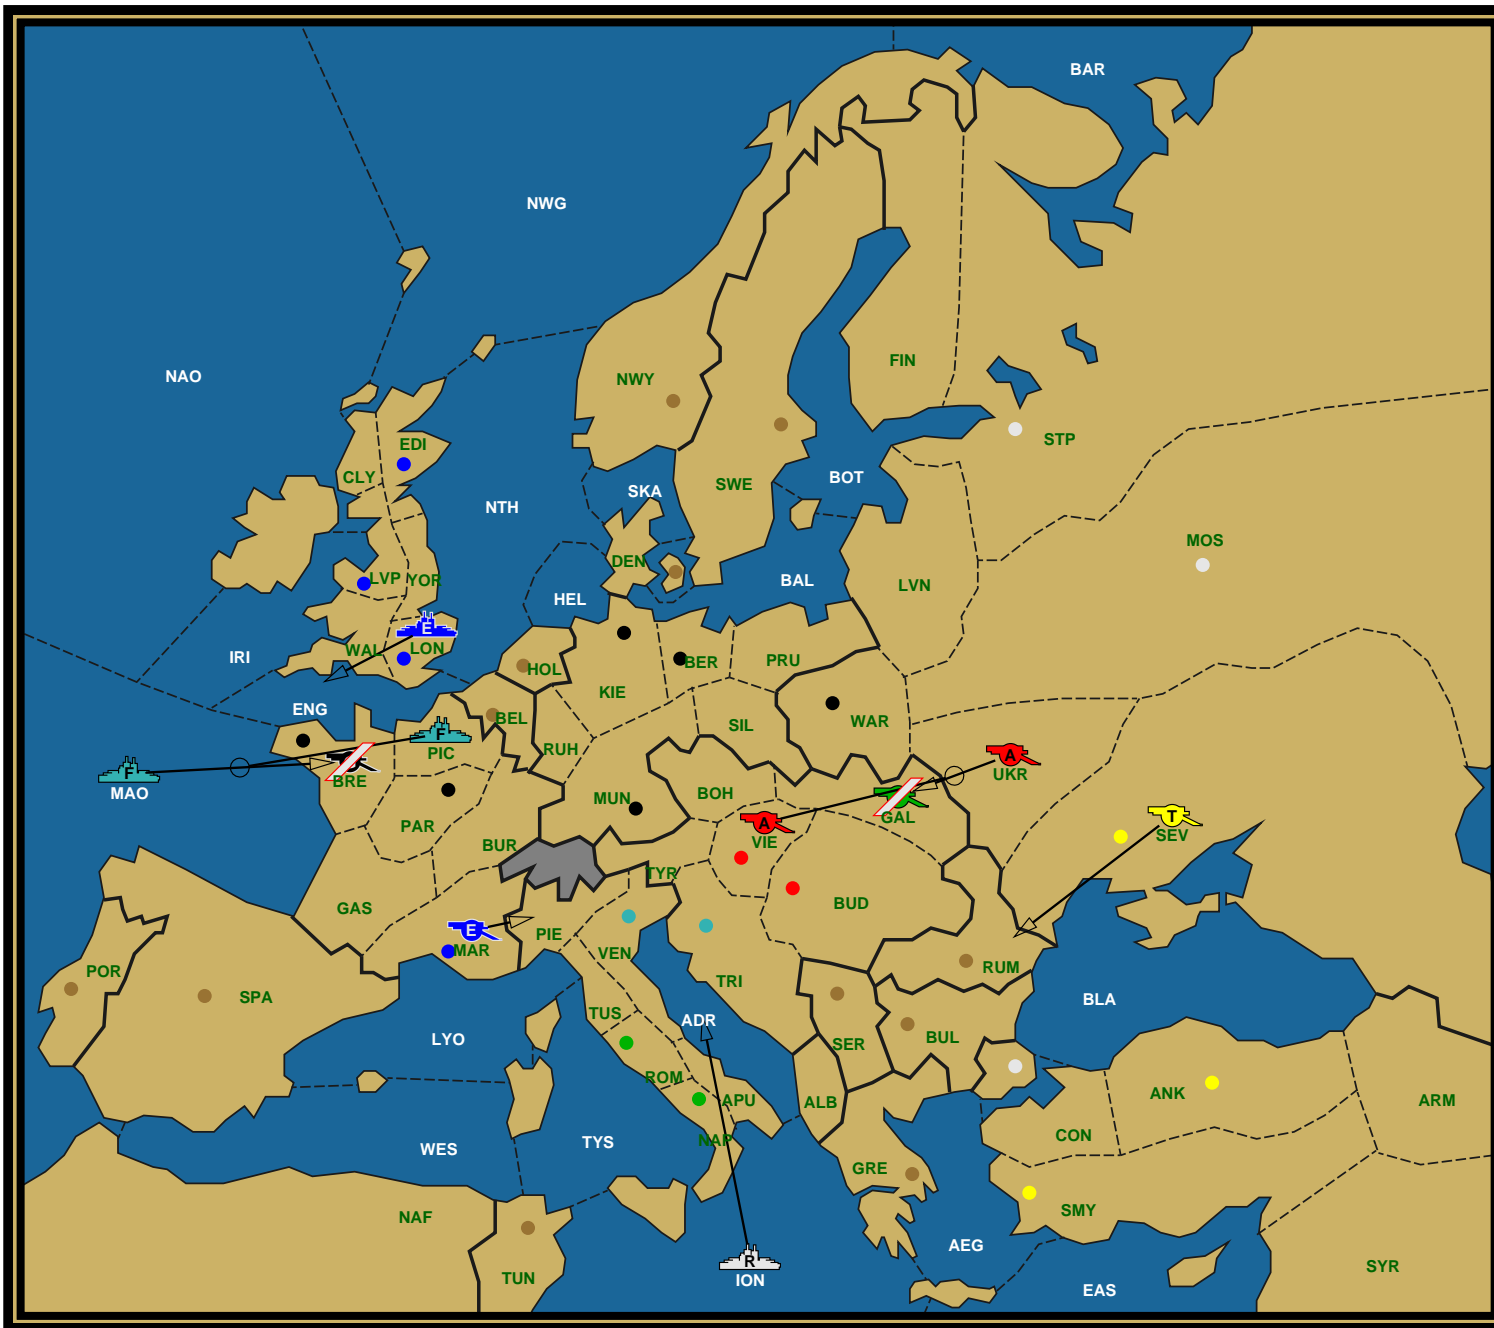 BAR
NWG
NAO
FIN
NWY
EDI
STP
CLY
SKA
SWE
BOT
NTH
MOS
DEN
LVP
YOR
HEL
BAL
LVN
E
WAL
LON
IRI
HOL
BER
PRU
KIE
ENG
BEL
WAR
SIL
F
PIC
RUH
A
UKR
F
MAO
BRE
MUN
BOH
GAL
T
SEV
A
VIE
PAR
BUR
TYR
GAS
BUD
E
MAR
PIE
VEN
POR
SPA
TRI
RUM
BLA
TUS
ADR
LYO
SER
BUL
ROM
APU
ALB
ANK
ARM
CON
WES
TYS
NAP
GRE
NAF
SMY
AEG
R
ION
TUN
EAS
SYR